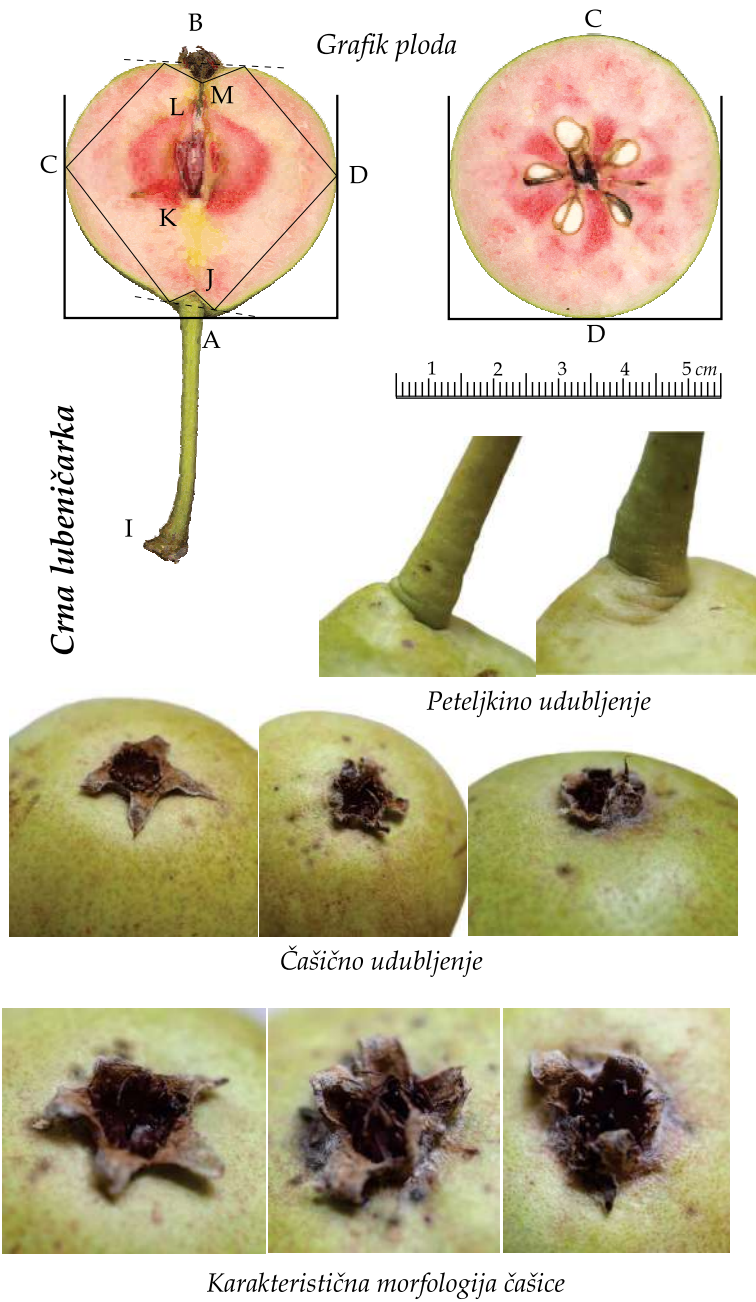 B
Grafik ploda
C
L
M
C
D
K
J
A
D
1 2 3 4 5 cm
I
Crna lubeničarka
Peteljkino udubljenje
Čašično udubljenje
Karakteristična morfologija čašice